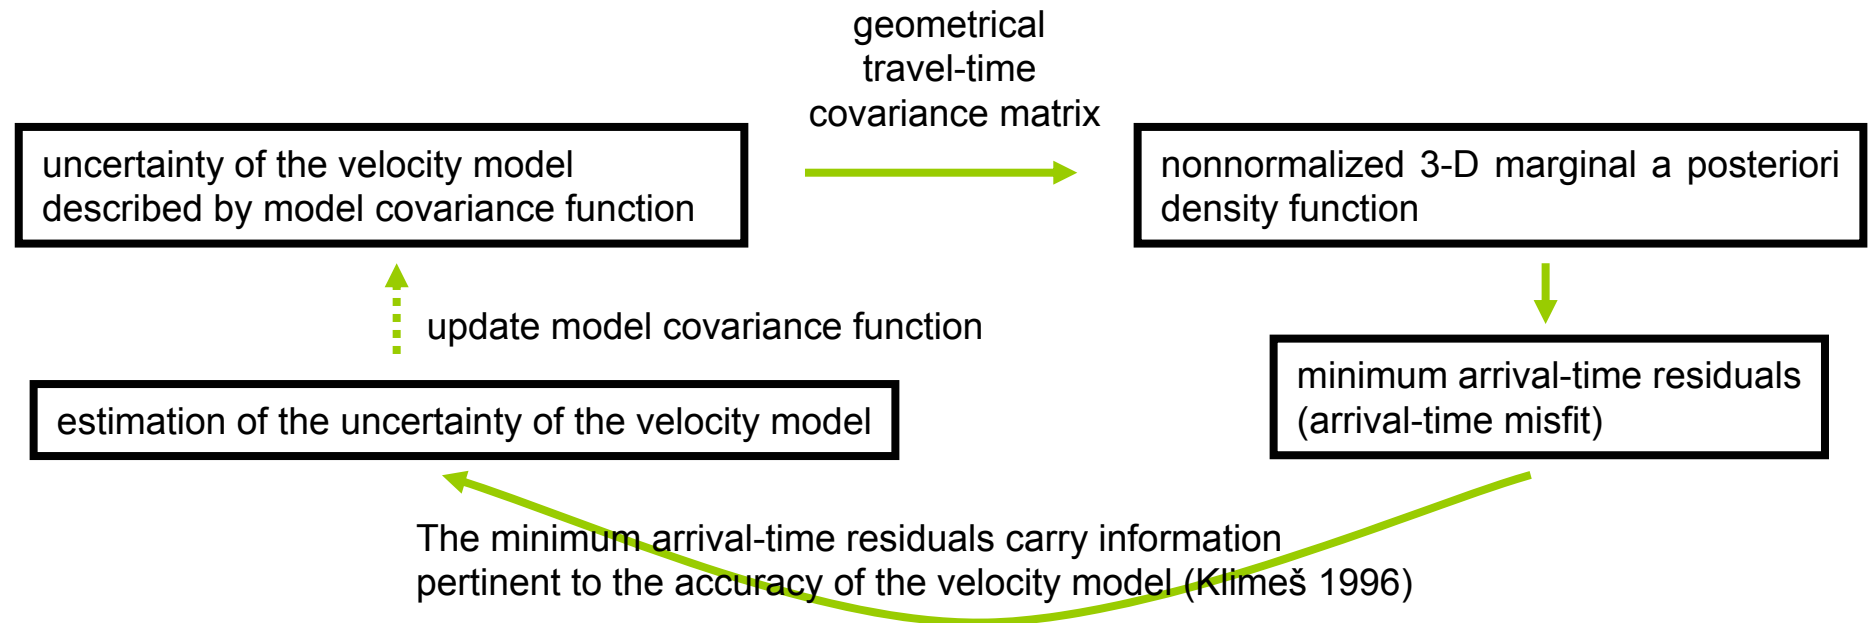 geometrical
travel-time
covariance matrix
uncertainty of the velocity model
described by model covariance function
nonnormalized 3-D marginal a posteriori
density function
update model covariance function
minimum arrival-time residuals
(arrival-time misfit)
estimation of the uncertainty of the velocity model
The minimum arrival-time residuals carry information
pertinent to the accuracy of the velocity model (Klimeš 1996)